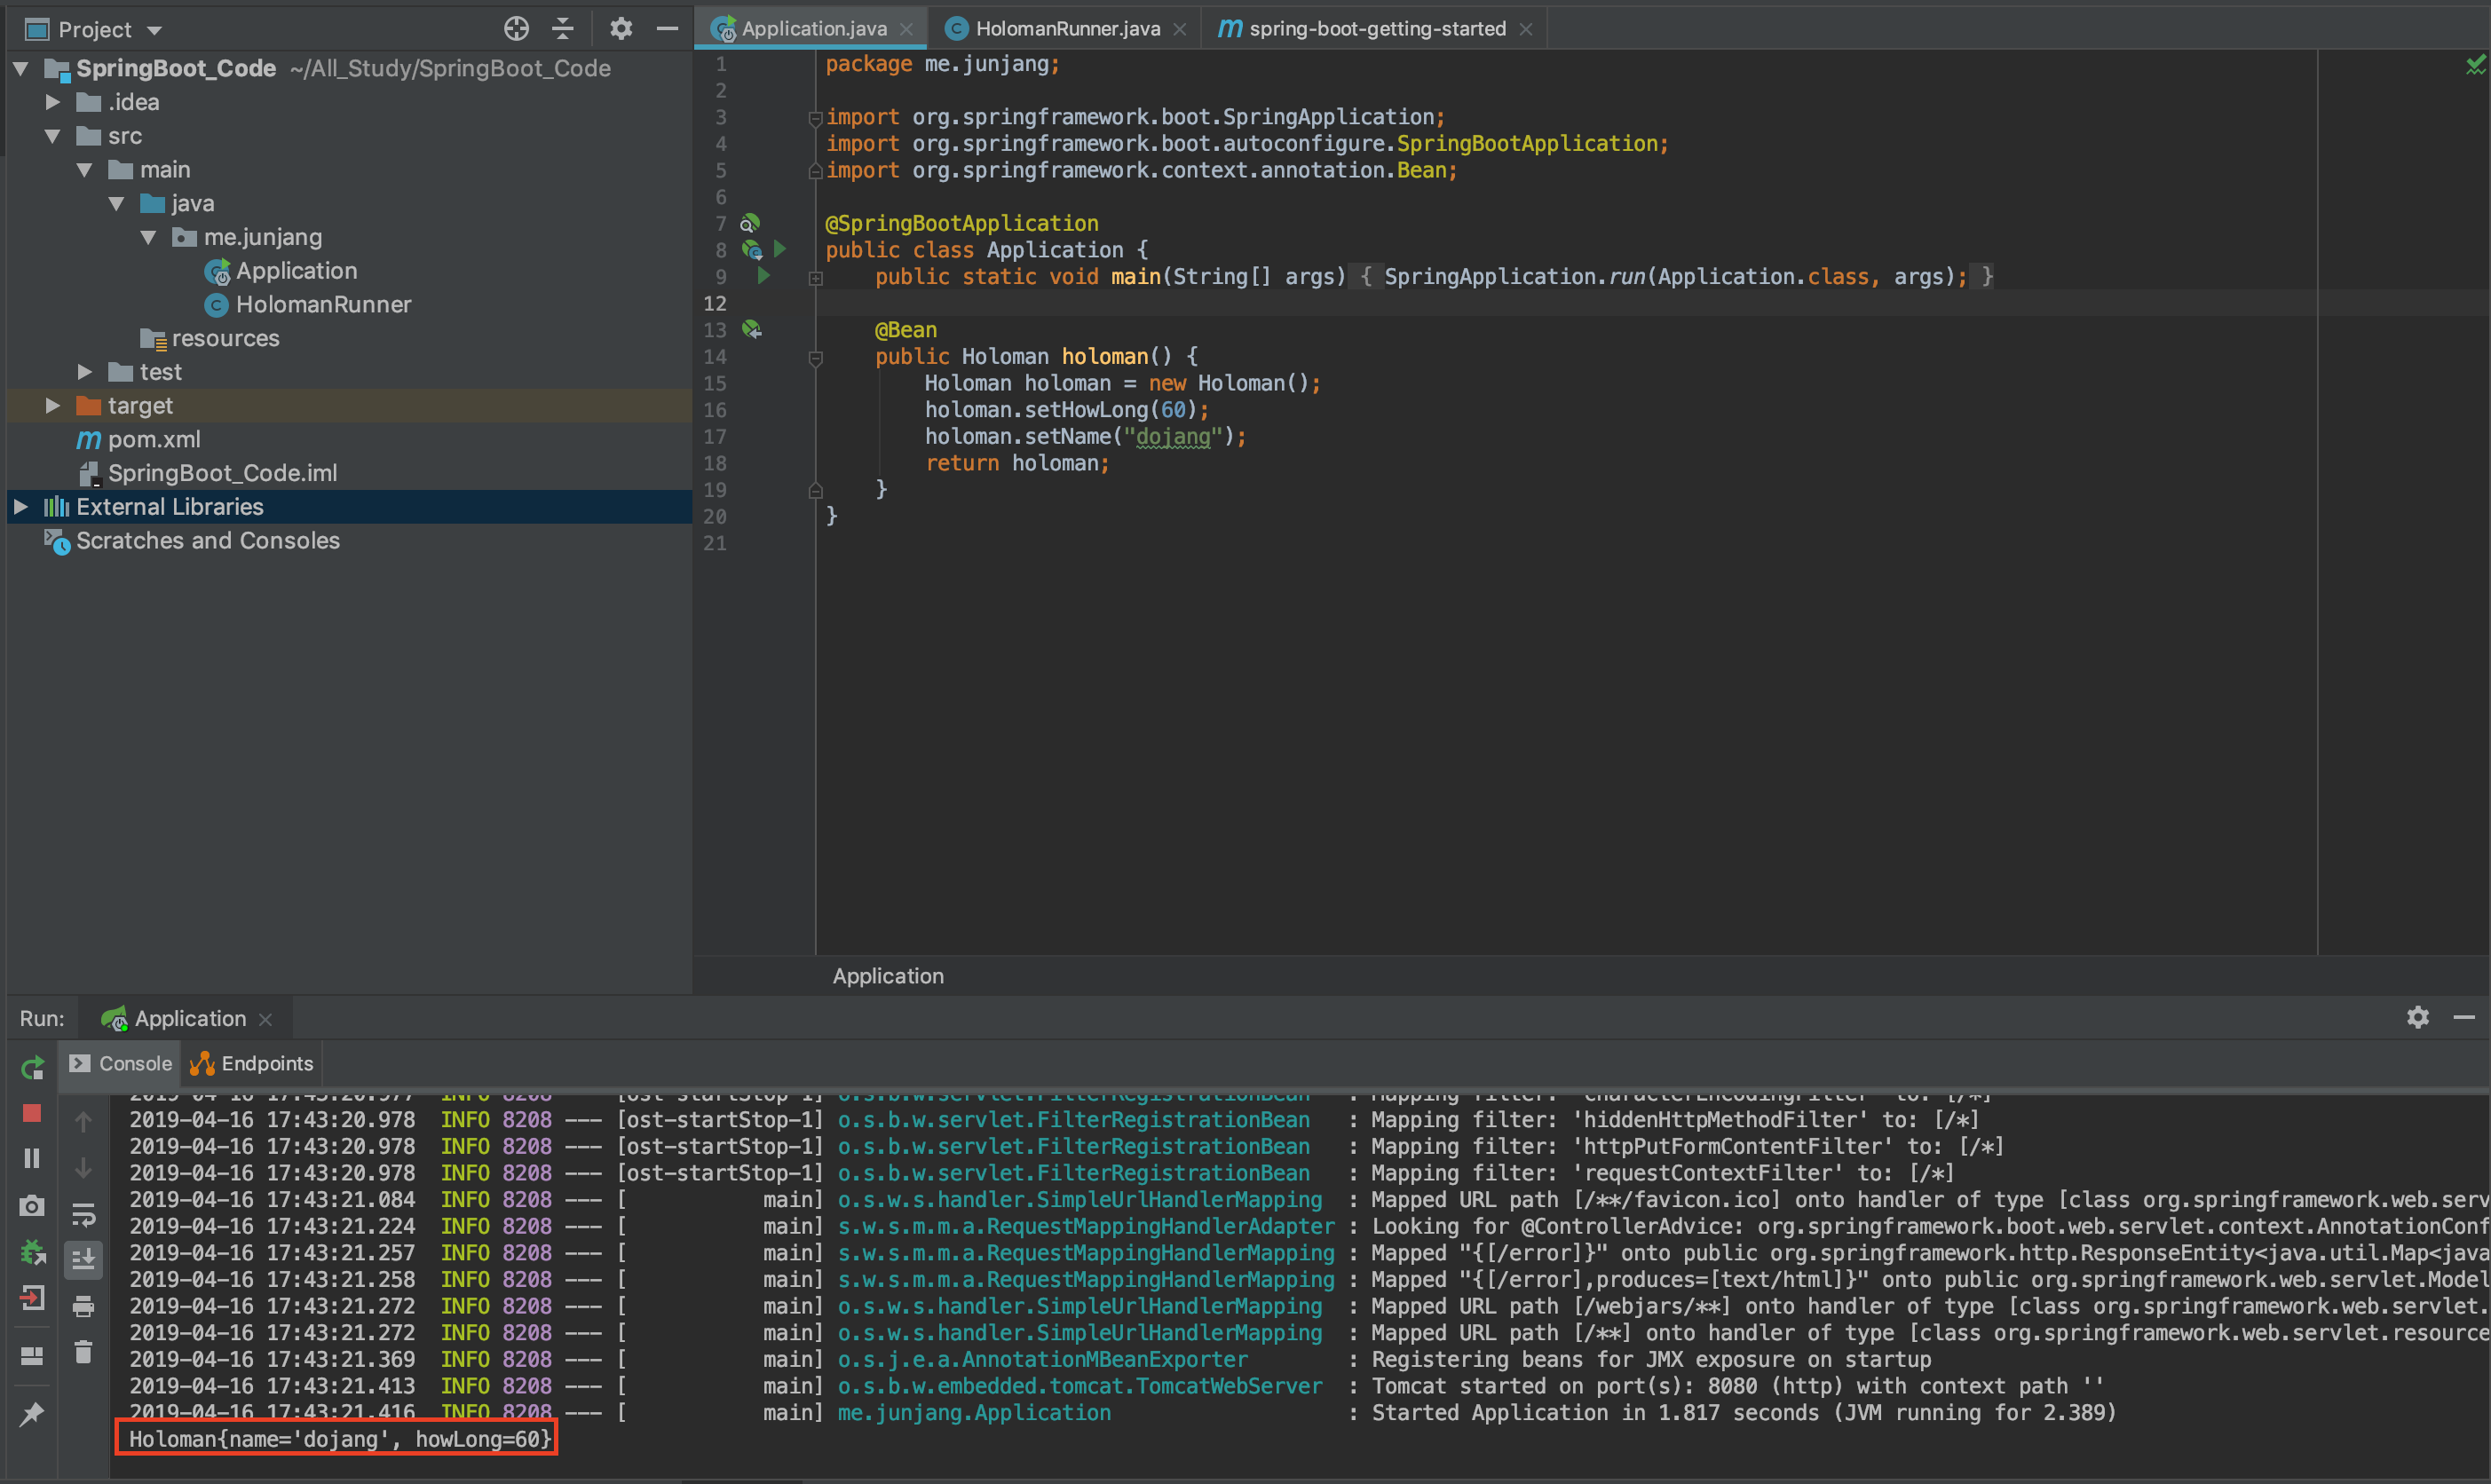 Project
SpringBoot_Code ~/All_Study/SpringBoot_Code
.idea
src
main
java
me.junjang
Application
HolomanRunner
resources
test
target
pom.xml
SpringBoot_Code.iml
External Libraries
Scratches and Consoles
Application.java
HolomanRunner.java
spring-boot-getting-started
1 package me.junjang;
2
3 import org.springframework.boot.SpringApplication;
4 import org.springframework.boot.autoconfigure.SpringBootApplication;
5 import org.springframework.context.annotation.Bean;
6
7 @SpringBootApplication
8 public class Application {
9 public static void main(String[] args) { SpringApplication.run(Application.class, args); }
12
13 @Bean
14 public Holoman holoman() {
15 Holoman holoman = new Holoman();
16 holoman.setHowLong(60);
17 holoman.setName("dojang");
18 return holoman;
19 }
20 }
21
Application
Run: Application
Console Endpoints
2019-04-16 17:43:20.977 INFO 8208 --- [ost-startStop-1] o.s.b.w.servlet.FilterRegistrationBean : Mapping filter: 'characterEncodingFilter' to: [/*]
2019-04-16 17:43:20.978 INFO 8208 --- [ost-startStop-1] o.s.b.w.servlet.FilterRegistrationBean : Mapping filter: 'hiddenHttpMethodFilter' to: [/*]
2019-04-16 17:43:20.978 INFO 8208 --- [ost-startStop-1] o.s.b.w.servlet.FilterRegistrationBean : Mapping filter: 'httpPutFormContentFilter' to: [/*]
2019-04-16 17:43:20.978 INFO 8208 --- [ost-startStop-1] o.s.b.w.servlet.FilterRegistrationBean : Mapping filter: 'requestContextFilter' to: [/*]
2019-04-16 17:43:21.084 INFO 8208 --- [ main] o.s.w.s.handler.SimpleUrlHandlerMapping : Mapped URL path [/**/favicon.ico] onto handler of type [class org.springframework.web.serv
2019-04-16 17:43:21.224 INFO 8208 --- [ main] s.w.s.m.m.a.RequestMappingHandlerAdapter : Looking for @ControllerAdvice: org.springframework.boot.web.servlet.context.AnnotationConf
2019-04-16 17:43:21.257 INFO 8208 --- [ main] s.w.s.m.m.a.RequestMappingHandlerMapping : Mapped "{[/error]}" onto public org.springframework.http.ResponseEntity<java.util.Map<java
2019-04-16 17:43:21.258 INFO 8208 --- [ main] s.w.s.m.m.a.RequestMappingHandlerMapping : Mapped "{[/error],produces=[text/html]}" onto public org.springframework.web.servlet.Model
2019-04-16 17:43:21.272 INFO 8208 --- [ main] o.s.w.s.handler.SimpleUrlHandlerMapping : Mapped URL path [/webjars/**] onto handler of type [class org.springframework.web.servlet.
2019-04-16 17:43:21.272 INFO 8208 --- [ main] o.s.w.s.handler.SimpleUrlHandlerMapping : Mapped URL path [/**] onto handler of type [class org.springframework.web.servlet.resource
2019-04-16 17:43:21.369 INFO 8208 --- [ main] o.s.j.e.a.AnnotationMBeanExporter : Registering beans for JMX exposure on startup
2019-04-16 17:43:21.413 INFO 8208 --- [ main] o.s.b.w.embedded.tomcat.TomcatWebServer : Tomcat started on port(s): 8080 (http) with context path ''
2019-04-16 17:43:21.416 INFO 8208 --- [ main] me.junjang.Application : Started Application in 1.817 seconds (JVM running for 2.389)
Holoman{name='dojang', howLong=60}